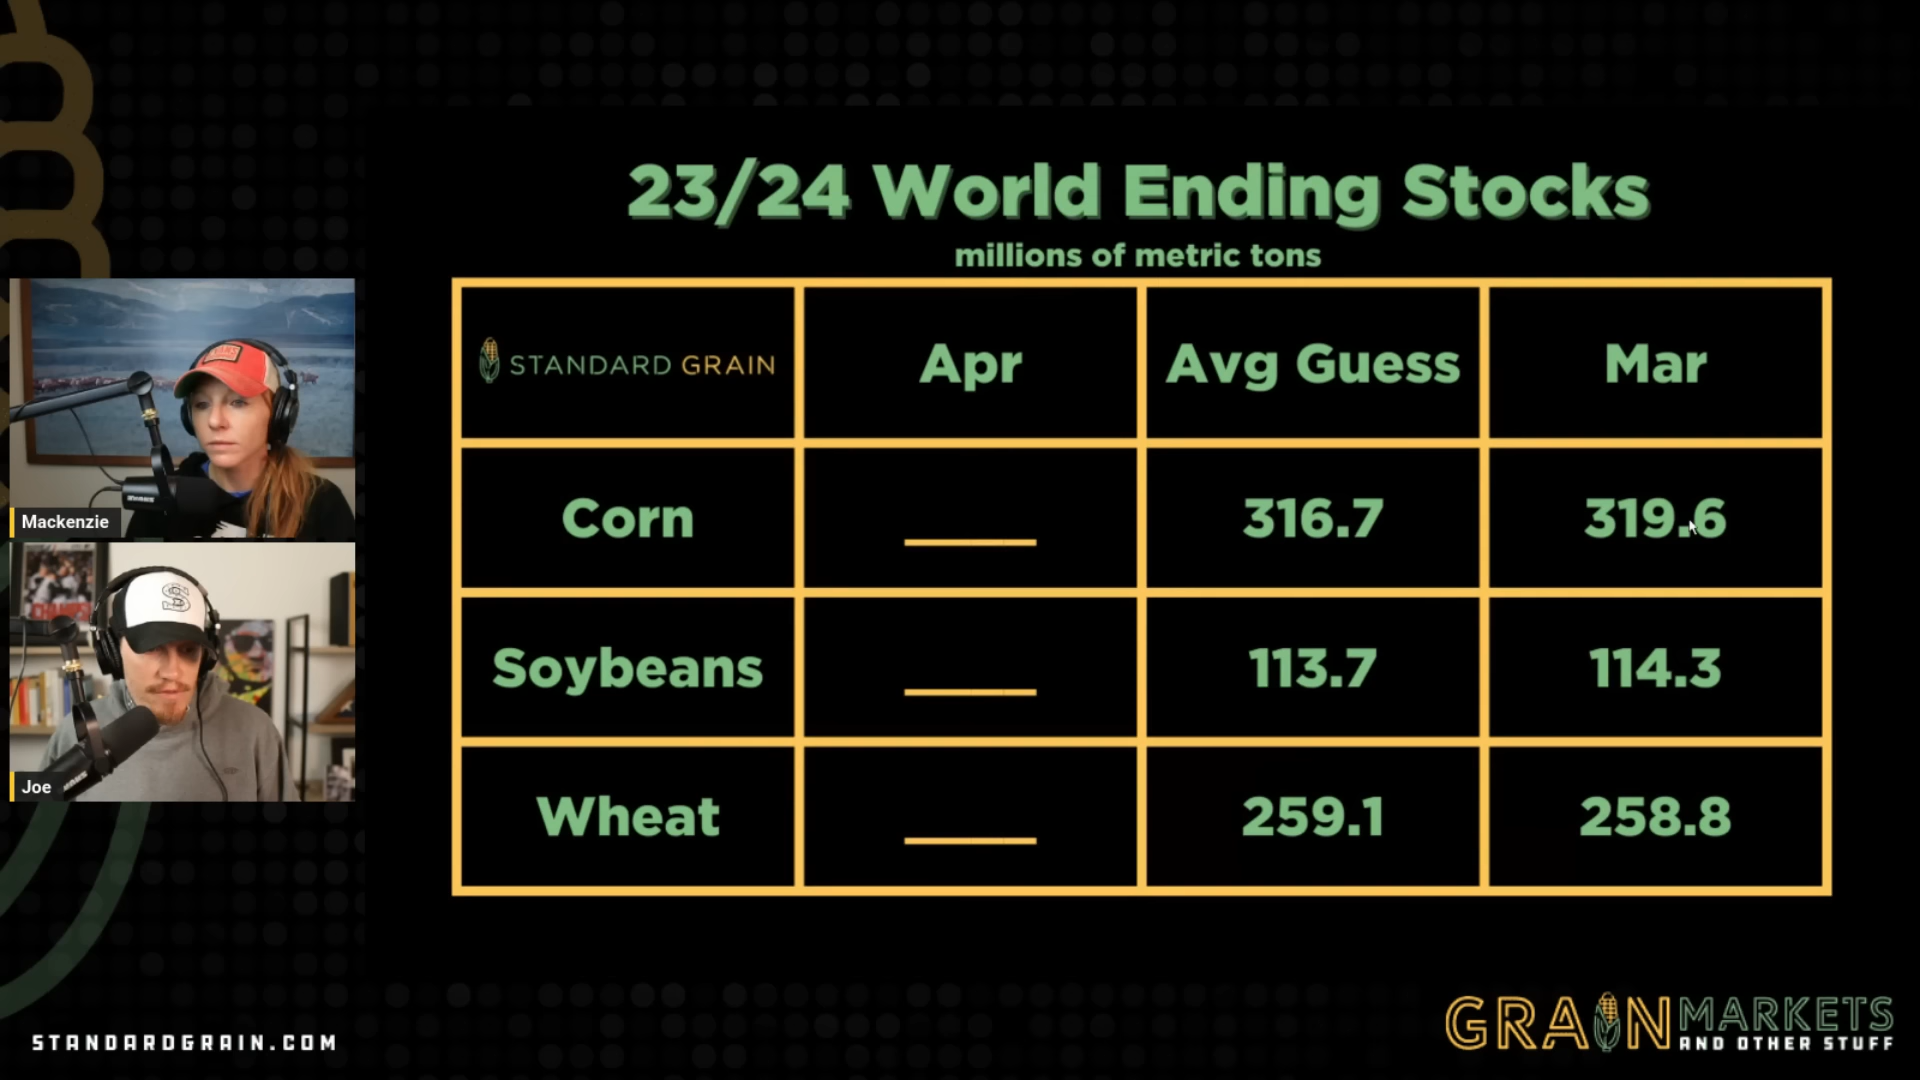 23/24 World Ending Stocks
millions of metric tons
STANDARD GRAIN
Apr
Avg Guess
Mar
Corn
316.7
319.6
Soybeans
113.7
114.3
Wheat
259.1
258.8
Mackenzie
Joe
STANDARDGRAIN.COM
GRAIN MARKETS
AND OTHER STUFF